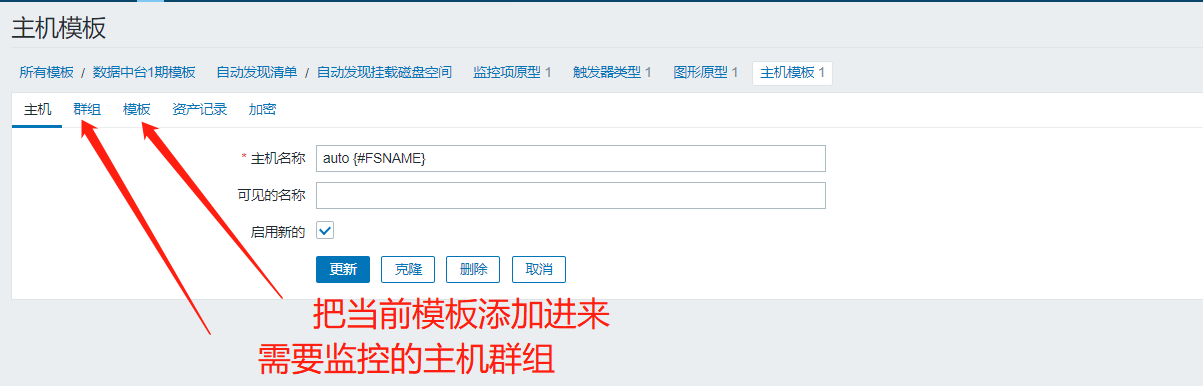 主机模板
所有模板 / 数据中台1期模板 自动发现清单 / 自动发现挂载磁盘空间 监控项原型 1 触发器类型 1 图形原型 1 主机模板 1
主机 群组 模板 资产记录 加密
* 主机名称 auto {#FSNAME}
可见的名称
启用新的
更新 克隆 删除 取消
把当前模板添加进来
需要监控的主机群组